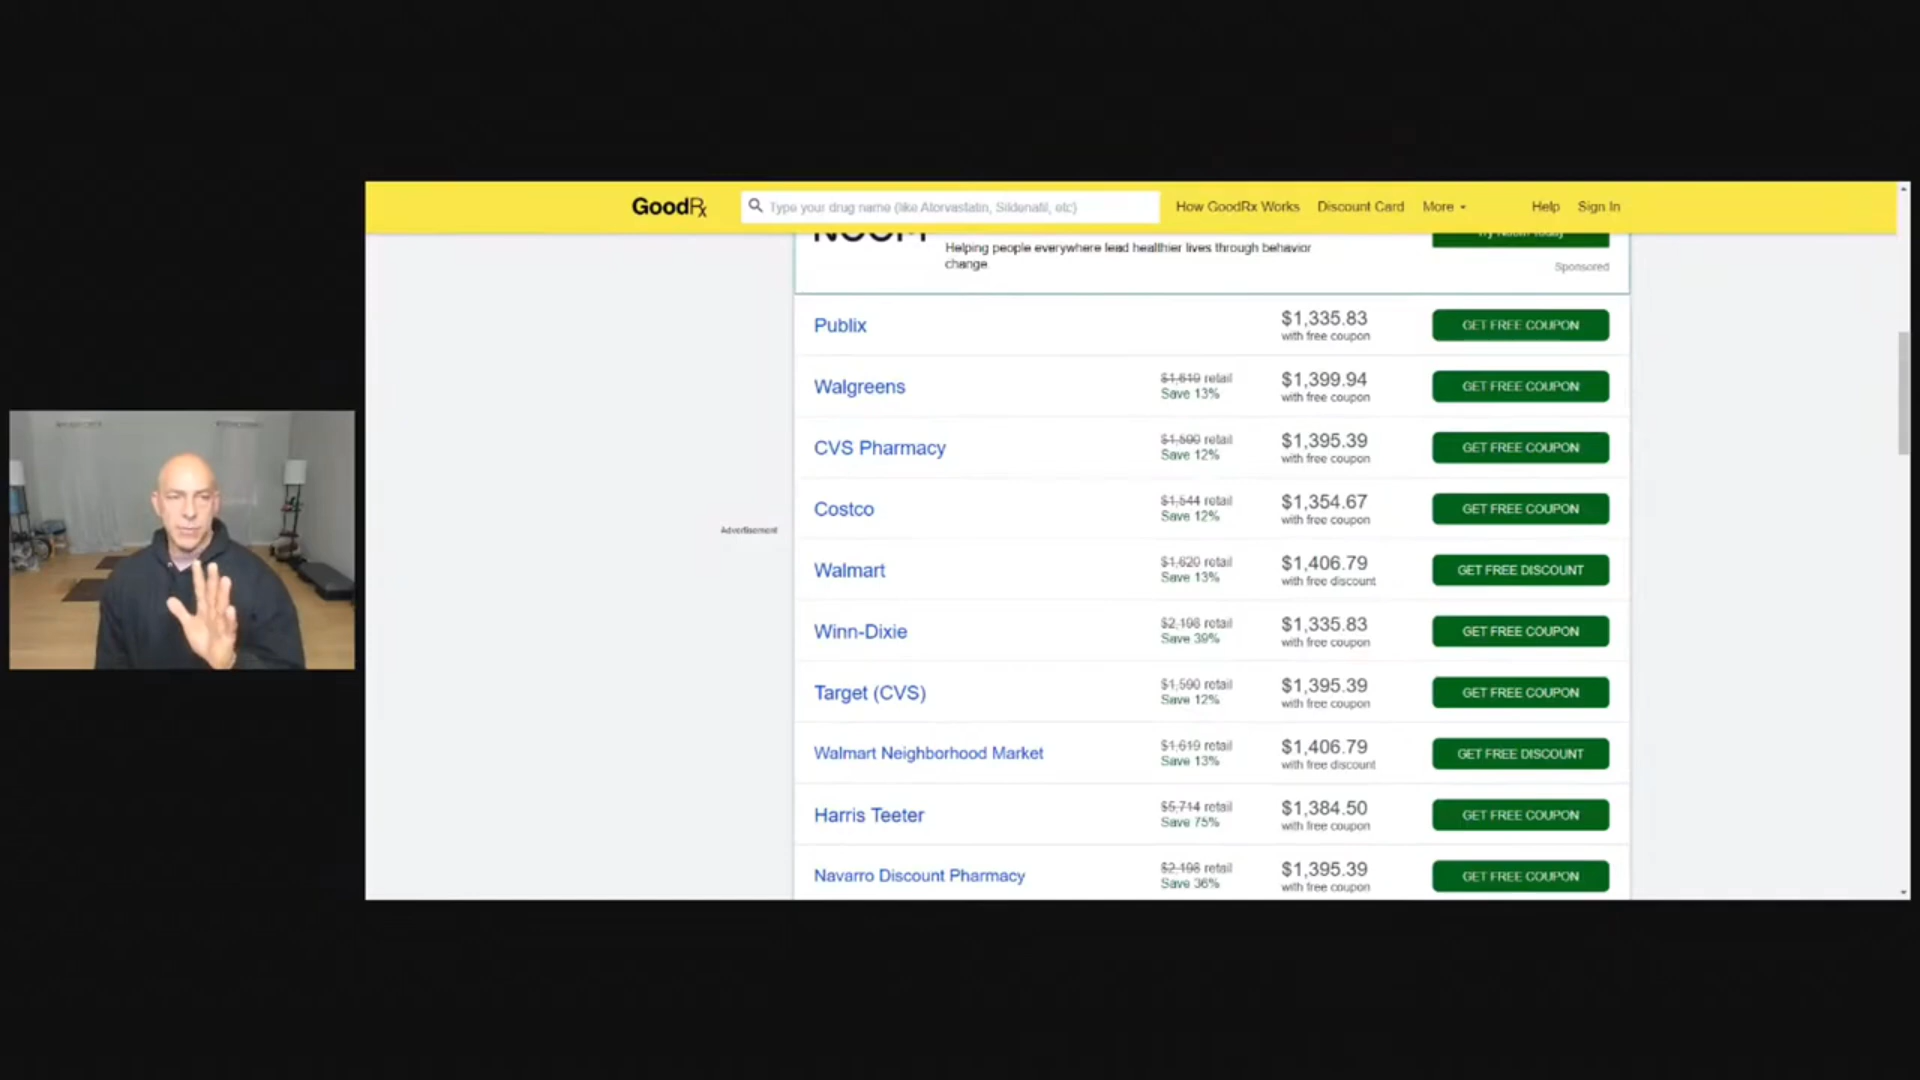 GoodRx
Type your drug name (like Atorvastatin, Sildenafil, etc)
How GoodRx Works
Discount Card
More
Help
Sign In
Helping people everywhere lead healthier lives through behavior
change.
Sponsored
Advertisement
Publix
$1,335.83
with free coupon
GET FREE COUPON
Walgreens
$1,619 retail
Save 13%
$1,399.94
with free coupon
GET FREE COUPON
CVS Pharmacy
$1,590 retail
Save 12%
$1,395.39
with free coupon
GET FREE COUPON
Costco
$1,544 retail
Save 12%
$1,354.67
with free coupon
GET FREE COUPON
Walmart
$1,620 retail
Save 13%
$1,406.79
with free discount
GET FREE DISCOUNT
Winn-Dixie
$2,198 retail
Save 39%
$1,335.83
with free coupon
GET FREE COUPON
Target (CVS)
$1,590 retail
Save 12%
$1,395.39
with free coupon
GET FREE COUPON
Walmart Neighborhood Market
$1,619 retail
Save 13%
$1,406.79
with free discount
GET FREE DISCOUNT
Harris Teeter
$5,714 retail
Save 75%
$1,384.50
with free coupon
GET FREE COUPON
Navarro Discount Pharmacy
$2,198 retail
Save 36%
$1,395.39
with free coupon
GET FREE COUPON